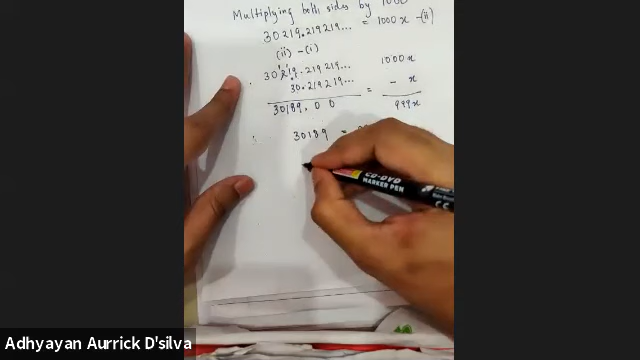 Multiplying both sides by 1000
30219.219219... = 1000x -(ii)
(ii) - (i)
30219.219219... 1000x
30.219219... = - x
30189.00 999x
∴ 30189 =
CD-DVD
MARKER PEN
CE
Adhyayan Aurrick D'silva